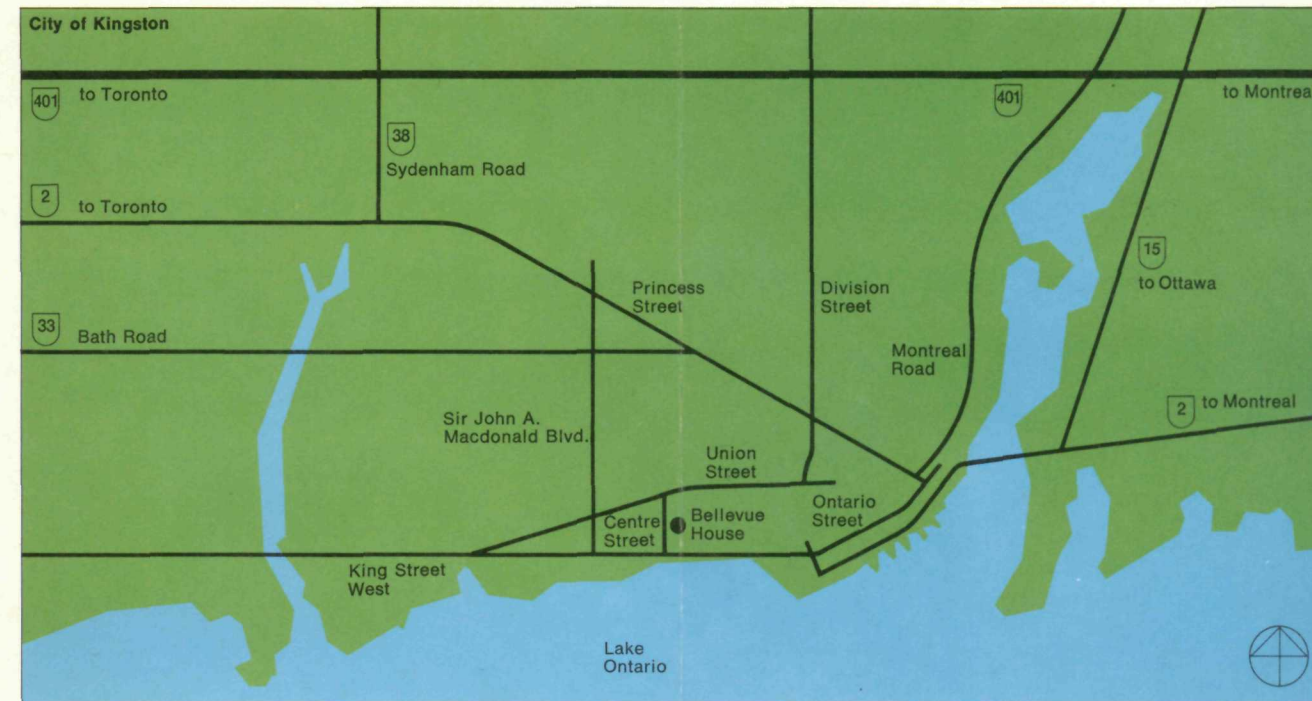 City of Kingston
401
to Toronto
401
to Montrea
38
Sydenham Road
2
to Toronto
15
to Ottawa
Princess
Street
Division
Street
33
Bath Road
Montreal
Road
2
to Montreal
Sir John A.
Macdonald Blvd.
Union
Street
Ontario
Street
Centre
Street
Bellevue
House
King Street
West
Lake
Ontario